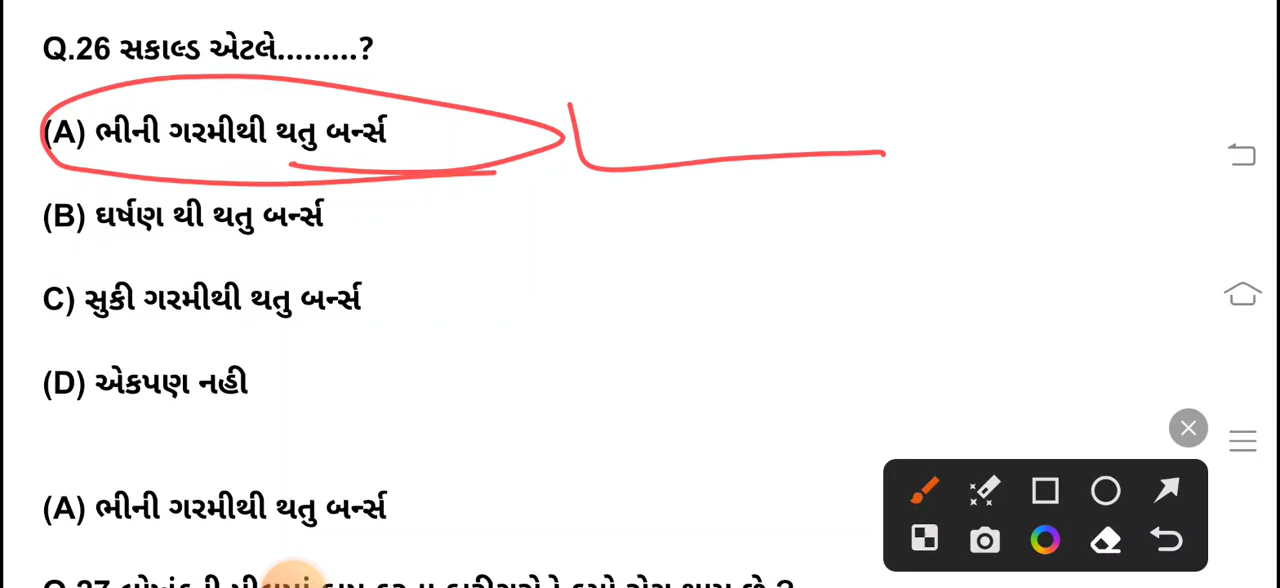 Q.26 સકાલ્ડ એટલે.........?
(A) ભીની ગરમીથી થતુ બર્ન્સ
(B) ઘર્ષણ થી થતુ બર્ન્સ
C) સુકી ગરમીથી થતુ બર્ન્સ
(D) એકપણ નહી
(A) ભીની ગરમીથી થતુ બર્ન્સ